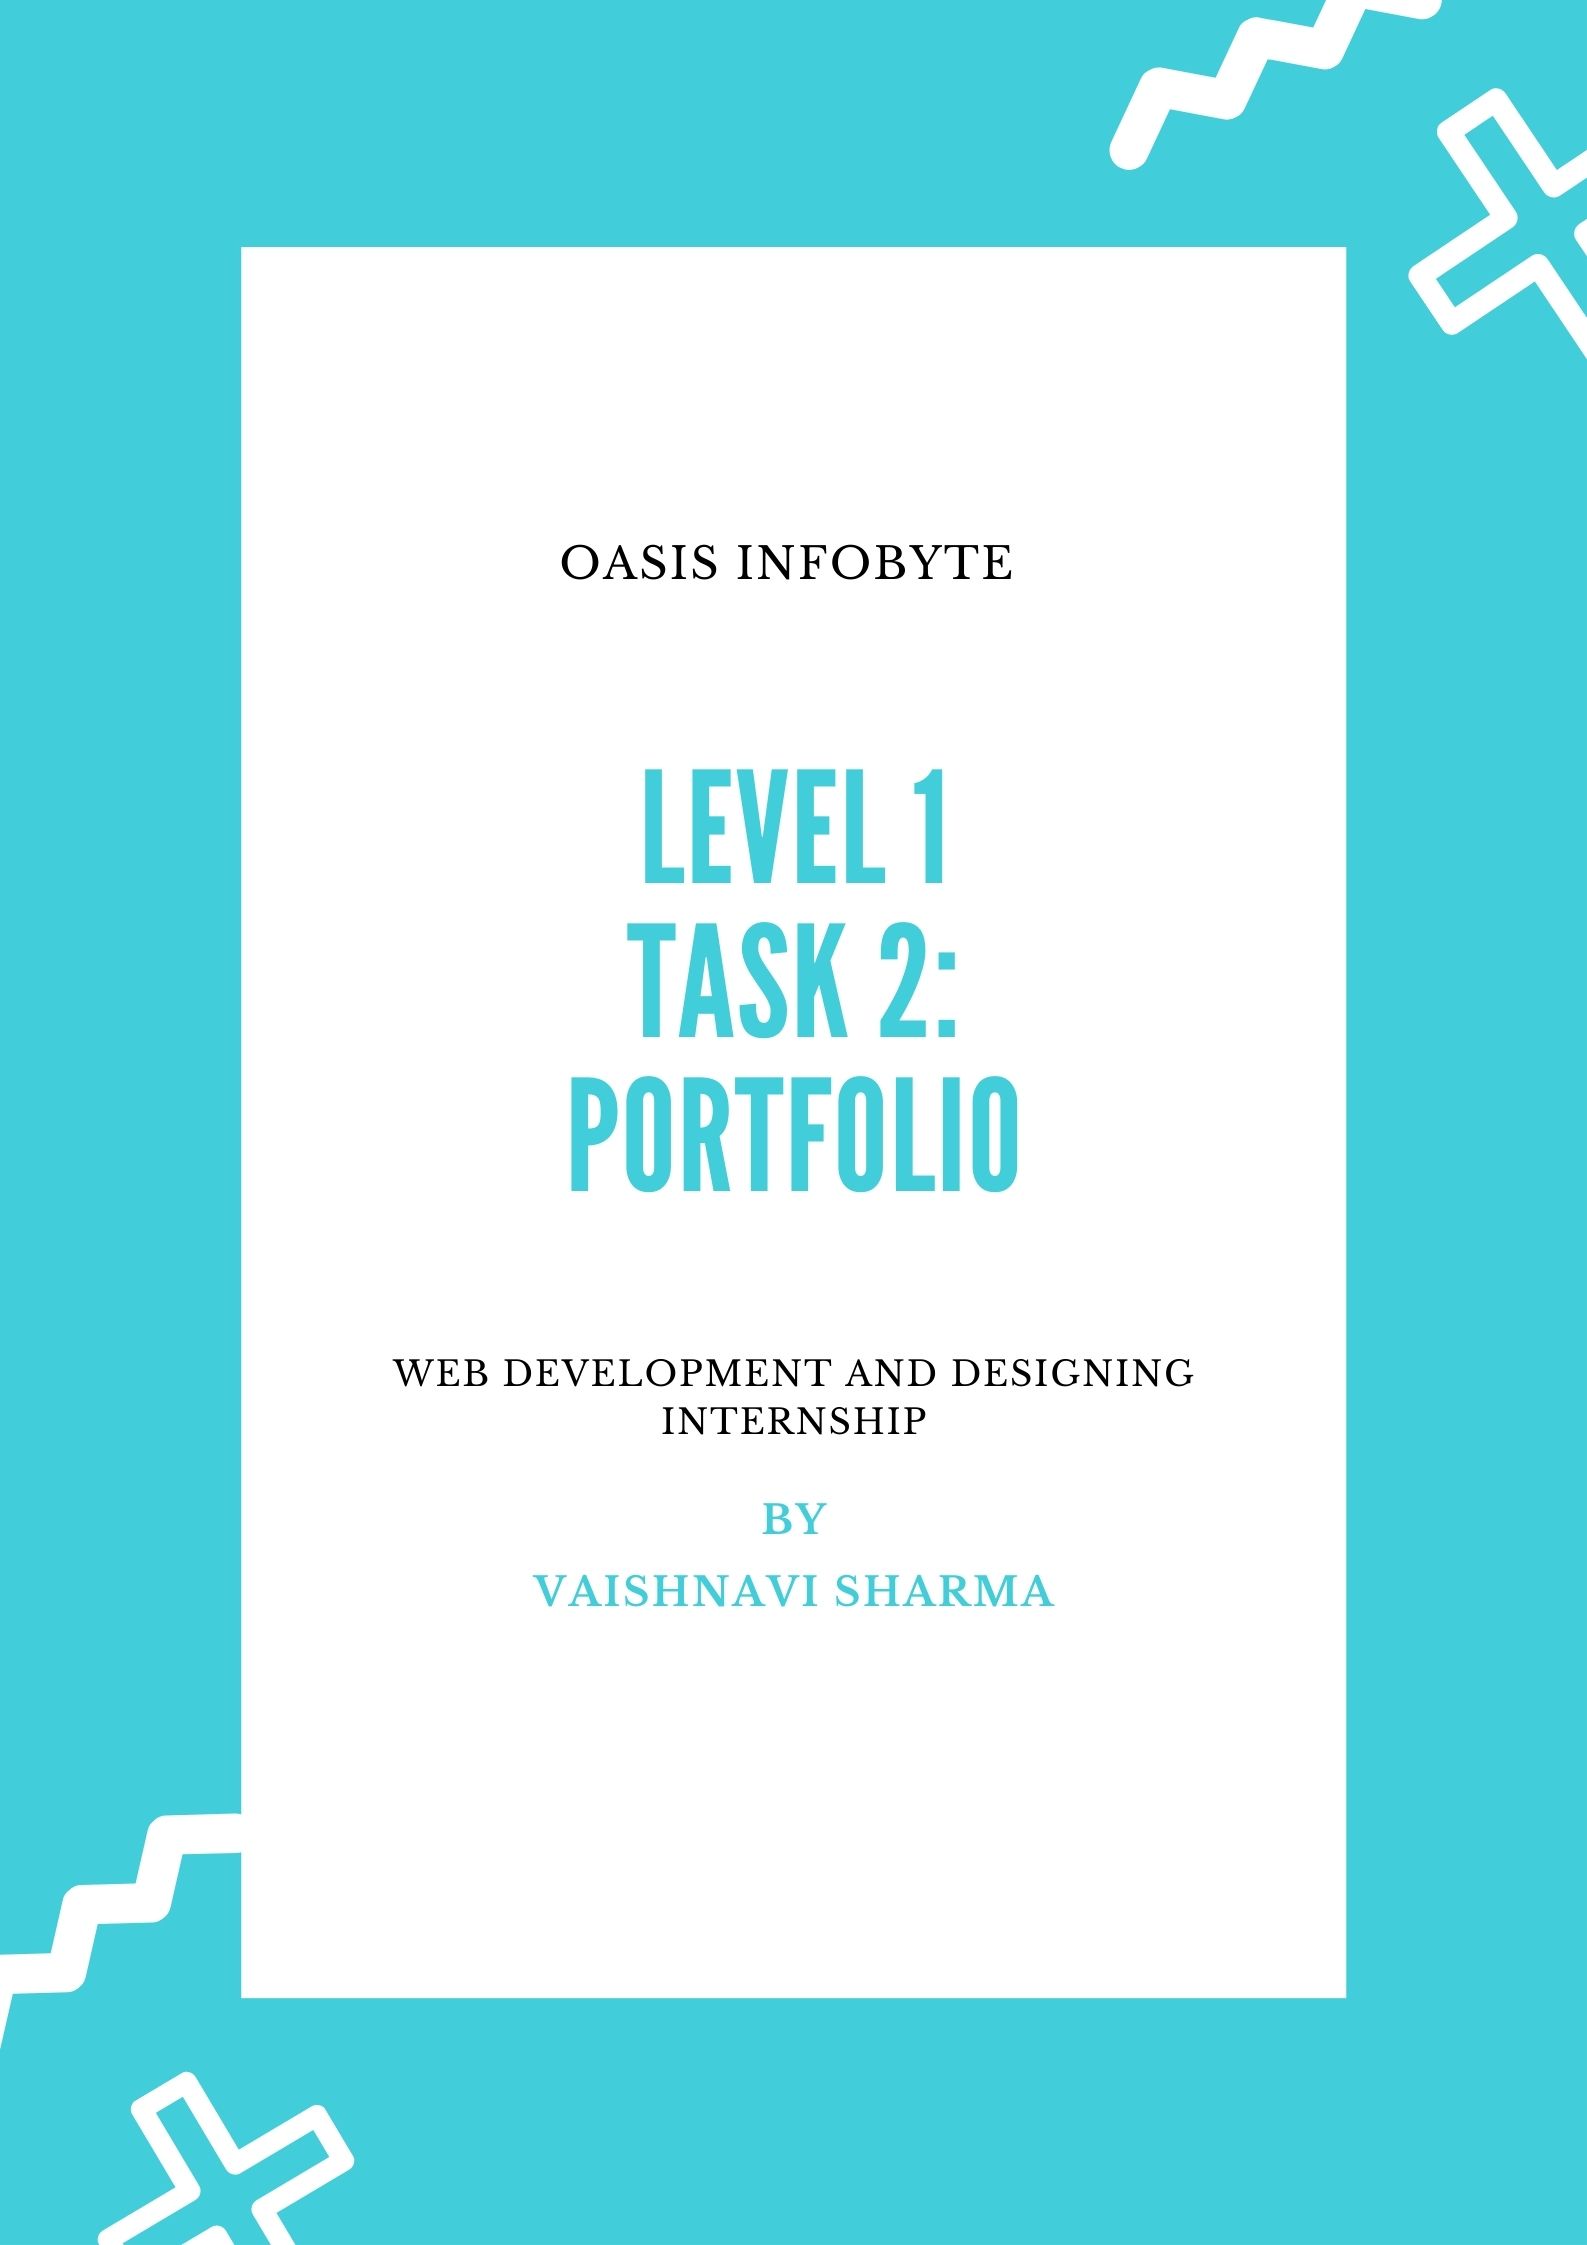 OASIS INFOBYTE
LEVEL 1
TASK 2:
PORTFOLIO
WEB DEVELOPMENT AND DESIGNING
INTERNSHIP
BY
VAISHNAVI SHARMA